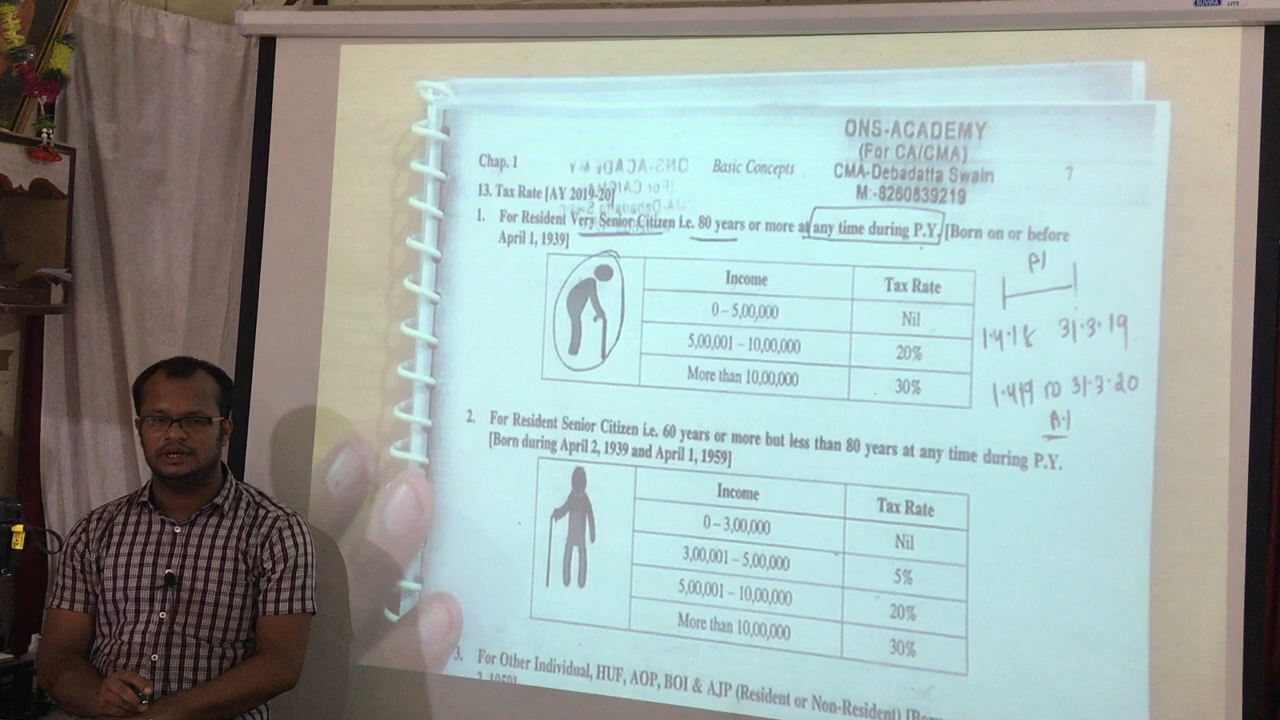 SUVIRA LITE
ONS-ACADEMY
(For CA/CMA)
CMA-Debadatta Swain
M:-8260839219
Chap. 1 Basic Concepts 7
13. Tax Rate [AY 2019-20]
1. For Resident Very Senior Citizen i.e. 80 years or more at any time during P.Y. [Born on or before
April 1, 1939]
Income Tax Rate
0 – 5,00,000 Nil
5,00,001 – 10,00,000 20%
More than 10,00,000 30%
PY
1.4.18 31.3.19
1.4.19 to 31.3.20
A.Y
2. For Resident Senior Citizen i.e. 60 years or more but less than 80 years at any time during P.Y.
[Born during April 2, 1939 and April 1, 1959]
Income Tax Rate
0 – 3,00,000 Nil
3,00,001 – 5,00,000 5%
5,00,001 – 10,00,000 20%
More than 10,00,000 30%
3. For Other Individual, HUF, AOP, BOI & AJP (Resident or Non-Resident)